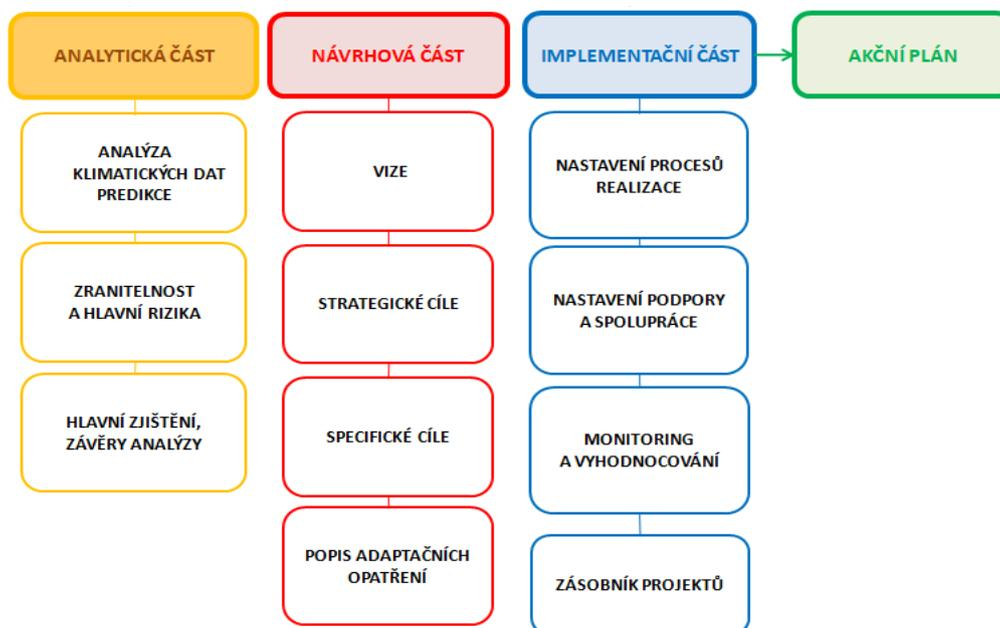 ANALYTICKÁ ČÁST
ANALÝZA
KLIMATICKÝCH DAT
PREDIKCE
ZRANITELNOST
A HLAVNÍ RIZIKA
HLAVNÍ ZJIŠTĚNÍ,
ZÁVĚRY ANALÝZY
NÁVRHOVÁ ČÁST
VIZE
STRATEGICKÉ CÍLE
SPECIFICKÉ CÍLE
POPIS ADAPTAČNÍCH
OPATŘENÍ
IMPLEMENTAČNÍ ČÁST
NASTAVENÍ PROCESŮ
REALIZACE
NASTAVENÍ PODPORY
A SPOLUPRÁCE
MONITORING
A VYHODNOCOVÁNÍ
ZÁSOBNÍK PROJEKTŮ
AKČNÍ PLÁN